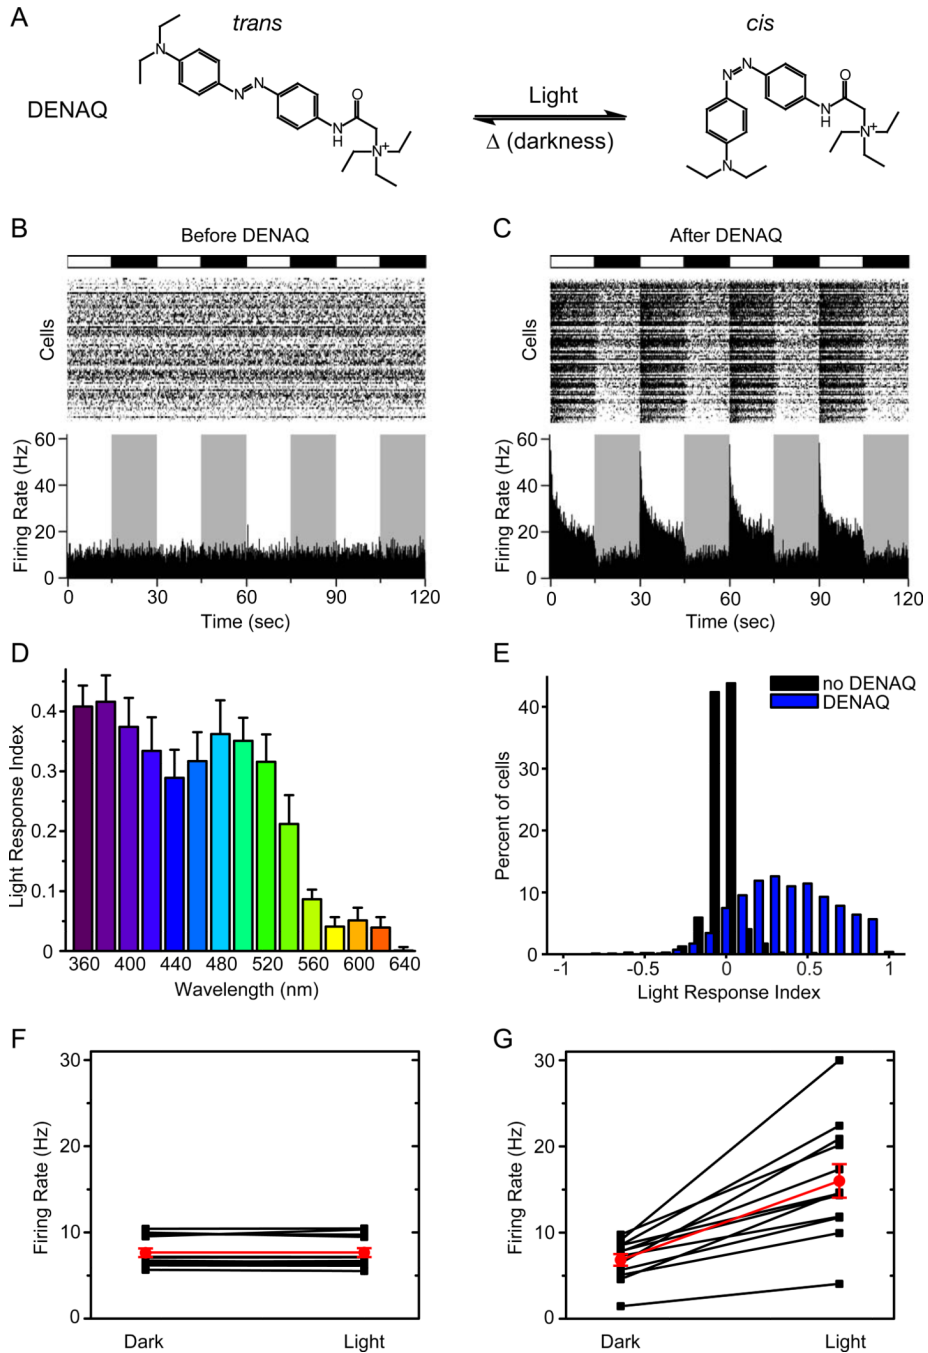 A
trans
cis
DENAQ
N
N
N
N
H
O
N+
Light
Δ (darkness)
N
N
N
N
H
O
N+
B
Before DENAQ
Cells
Firing Rate (Hz)
60
40
20
0
0 30 60 90 120
Time (sec)
C
After DENAQ
Cells
Firing Rate (Hz)
60
40
20
0
0 30 60 90 120
Time (sec)
D
Light Response Index
0.4
0.3
0.2
0.1
0
360 400 440 480 520 560 600 640
Wavelength (nm)
E
no DENAQ
DENAQ
Percent of cells
40
30
20
10
0
-1 -0.5 0 0.5 1
Light Response Index
F
Firing Rate (Hz)
30
20
10
0
Dark Light
G
Firing Rate (Hz)
30
20
10
0
Dark Light